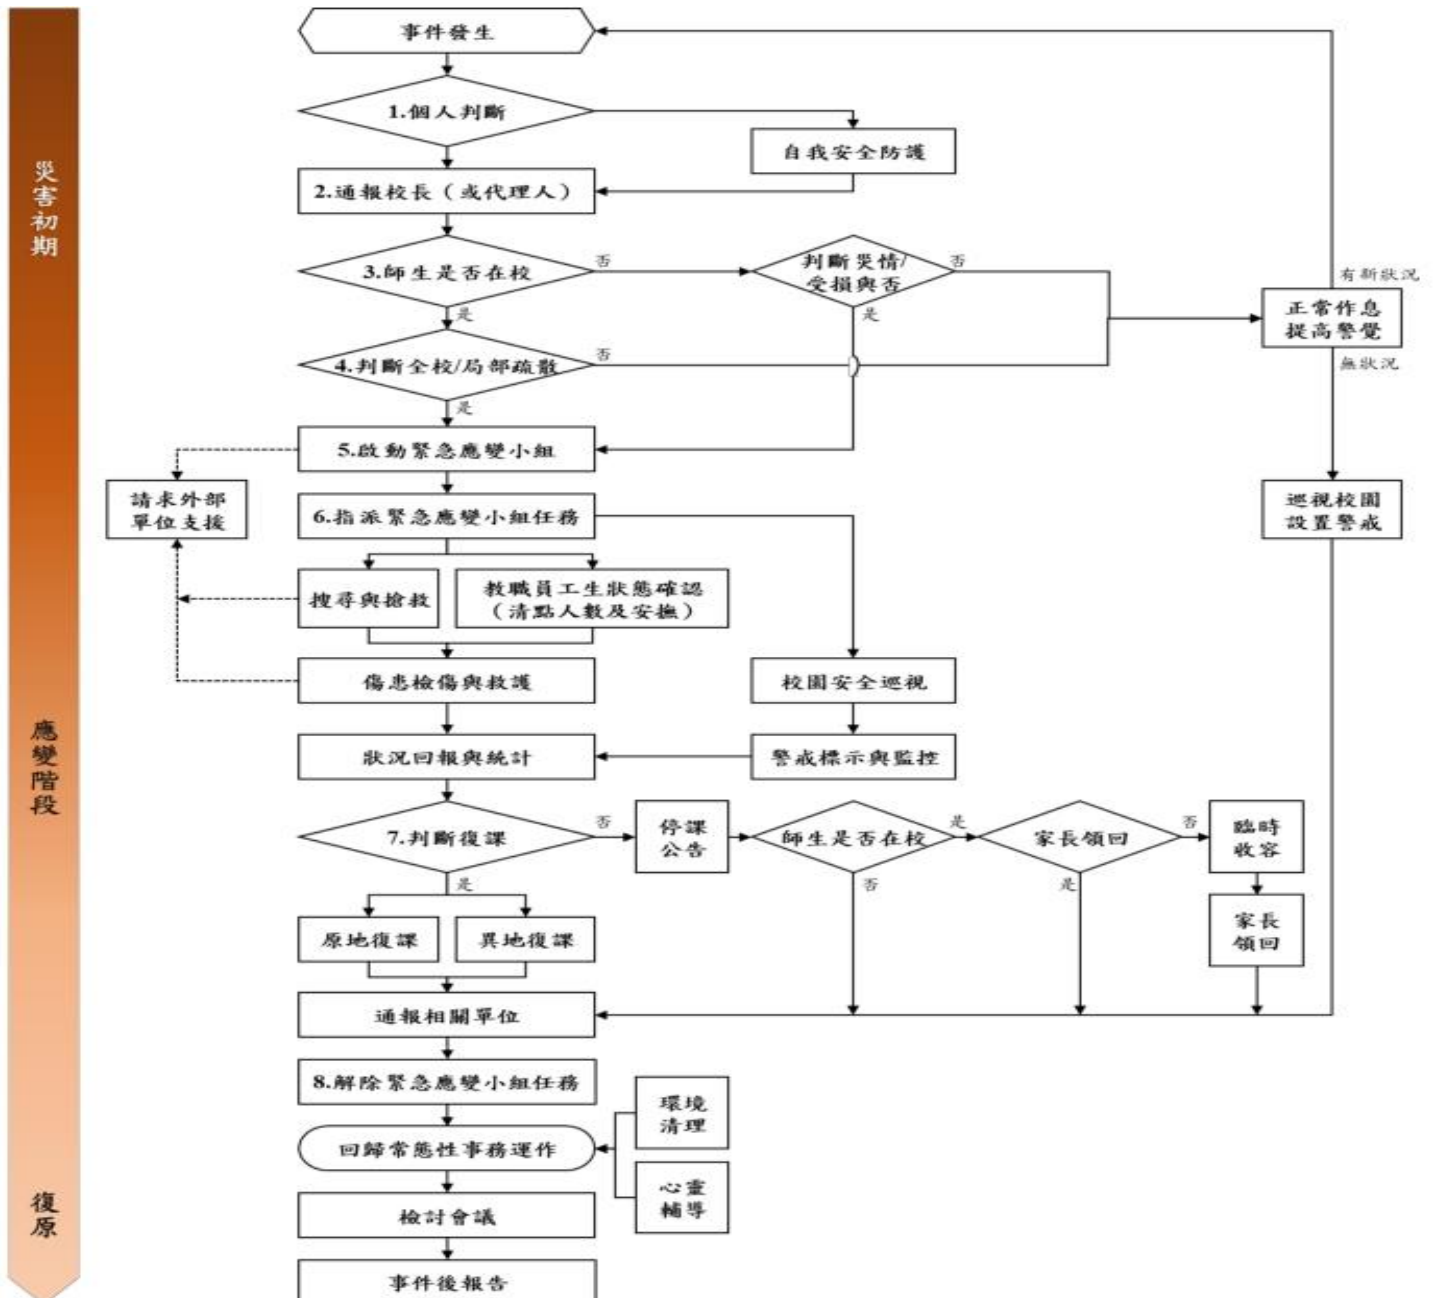 事件發生
1.個人判斷
自我安全防護
2.通報校長（或代理人）
災害初期
3.師生是否在校
否
判斷災情/
受損與否
否
有新狀況
是
是
正常作息
提高警覺
4.判斷全校/局部疏散
否
無狀況
是
5.啟動緊急應變小組
請求外部
單位支援
6.指派緊急應變小組任務
巡視校園
設置警戒
搜尋與搶救
教職員工生狀態確認
（清點人數及安撫）
傷患檢傷與救護
校園安全巡視
應變階段
狀況回報與統計
警戒標示與監控
7.判斷復課
否
停課
公告
師生是否在校
是
家長領回
否
臨時
收容
是
否
是
原地復課
異地復課
家長
領回
通報相關單位
8.解除緊急應變小組任務
環境
清理
回歸常態性事務運作
心靈
輔導
復原
檢討會議
事件後報告